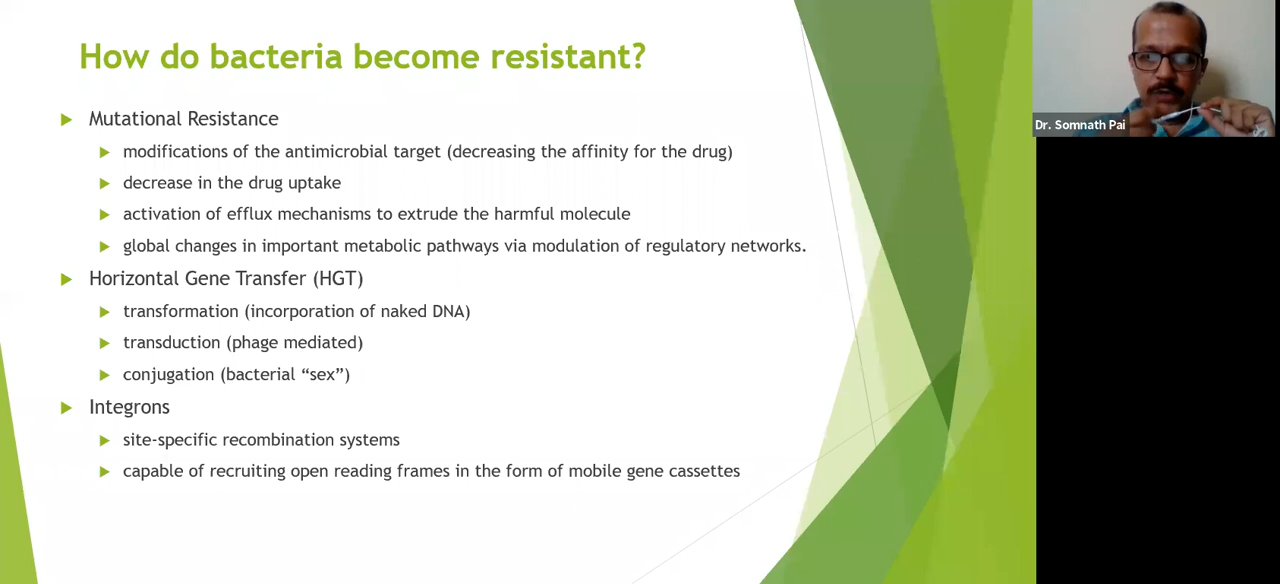 How do bacteria become resistant?
Mutational Resistance
modifications of the antimicrobial target (decreasing the affinity for the drug)
decrease in the drug uptake
activation of efflux mechanisms to extrude the harmful molecule
global changes in important metabolic pathways via modulation of regulatory networks.
Horizontal Gene Transfer (HGT)
transformation (incorporation of naked DNA)
transduction (phage mediated)
conjugation (bacterial “sex”)
Integrons
site-specific recombination systems
capable of recruiting open reading frames in the form of mobile gene cassettes
Dr. Somnath Pai